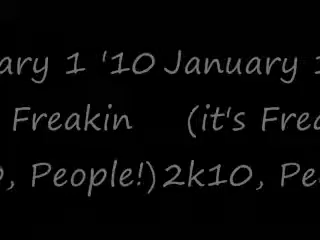 ary 1 '10 January 1
Freakin (it's Frea
, People!) 2k10, Pe